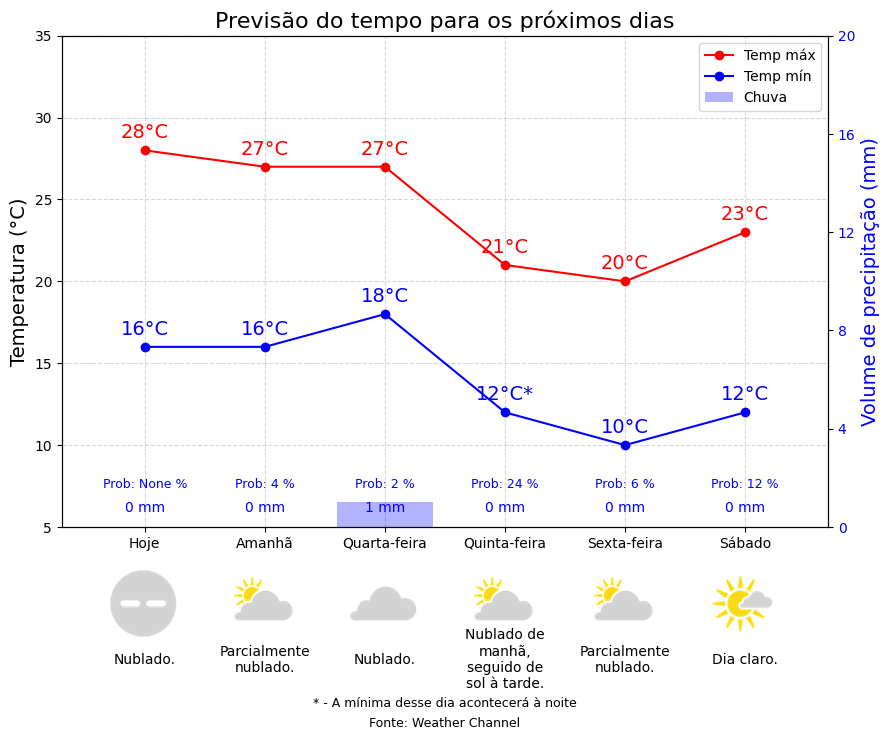 Previsão do tempo para os próximos dias
Temp máx
Temp mín
Chuva
Temperatura (°C)
35
30
25
20
15
10
5
Volume de precipitação (mm)
20
16
12
8
4
0
28°C 27°C 27°C 21°C 20°C 23°C
16°C 16°C 18°C 12°C* 10°C 12°C
Prob: None % Prob: 4 % Prob: 2 % Prob: 24 % Prob: 6 % Prob: 12 %
0 mm 0 mm 1 mm 0 mm 0 mm 0 mm
Hoje Amanhã Quarta-feira Quinta-feira Sexta-feira Sábado
Nublado.
Parcialmente
nublado.
Nublado.
Nublado de
manhã,
seguido de
sol à tarde.
Parcialmente
nublado.
Dia claro.
* - A mínima desse dia acontecerá à noite
Fonte: Weather Channel